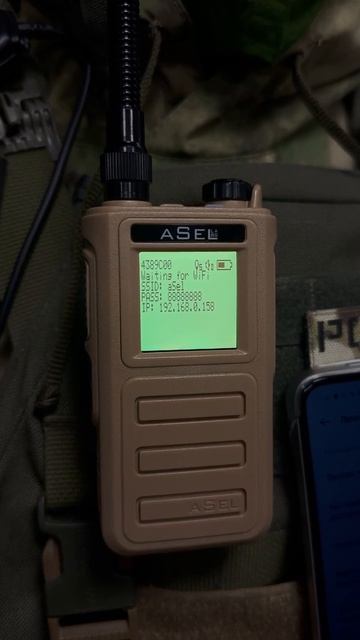 ASEL
4389C00
Waiting for WiFi
SSID: aSel
PASS: 88888888
IP: 192.168.0.158
ASEL